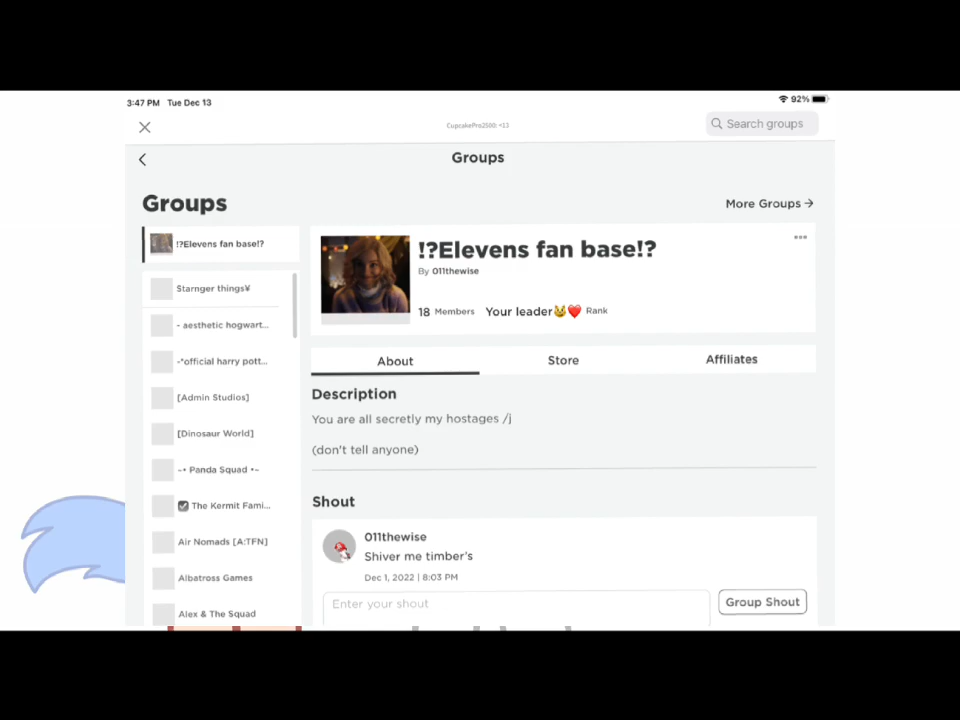 3:47 PM Tue Dec 13
92%
CupcakePro2500: <13
Search groups
Groups
Groups
More Groups →
!?Elevens fan base!?
Starnger things¥
- aesthetic hogwart...
-*official harry pott...
[Admin Studios]
[Dinosaur World]
~• Panda Squad •~
☑ The Kermit Fami...
Air Nomads [A:TFN]
Albatross Games
Alex & The Squad
!?Elevens fan base!?
By 011thewise
18 Members Your leader😼❤️ Rank
About Store Affiliates
Description
You are all secretly my hostages /j
(don't tell anyone)
Shout
011thewise
Shiver me timber's
Dec 1, 2022 | 8:03 PM
Enter your shout
Group Shout